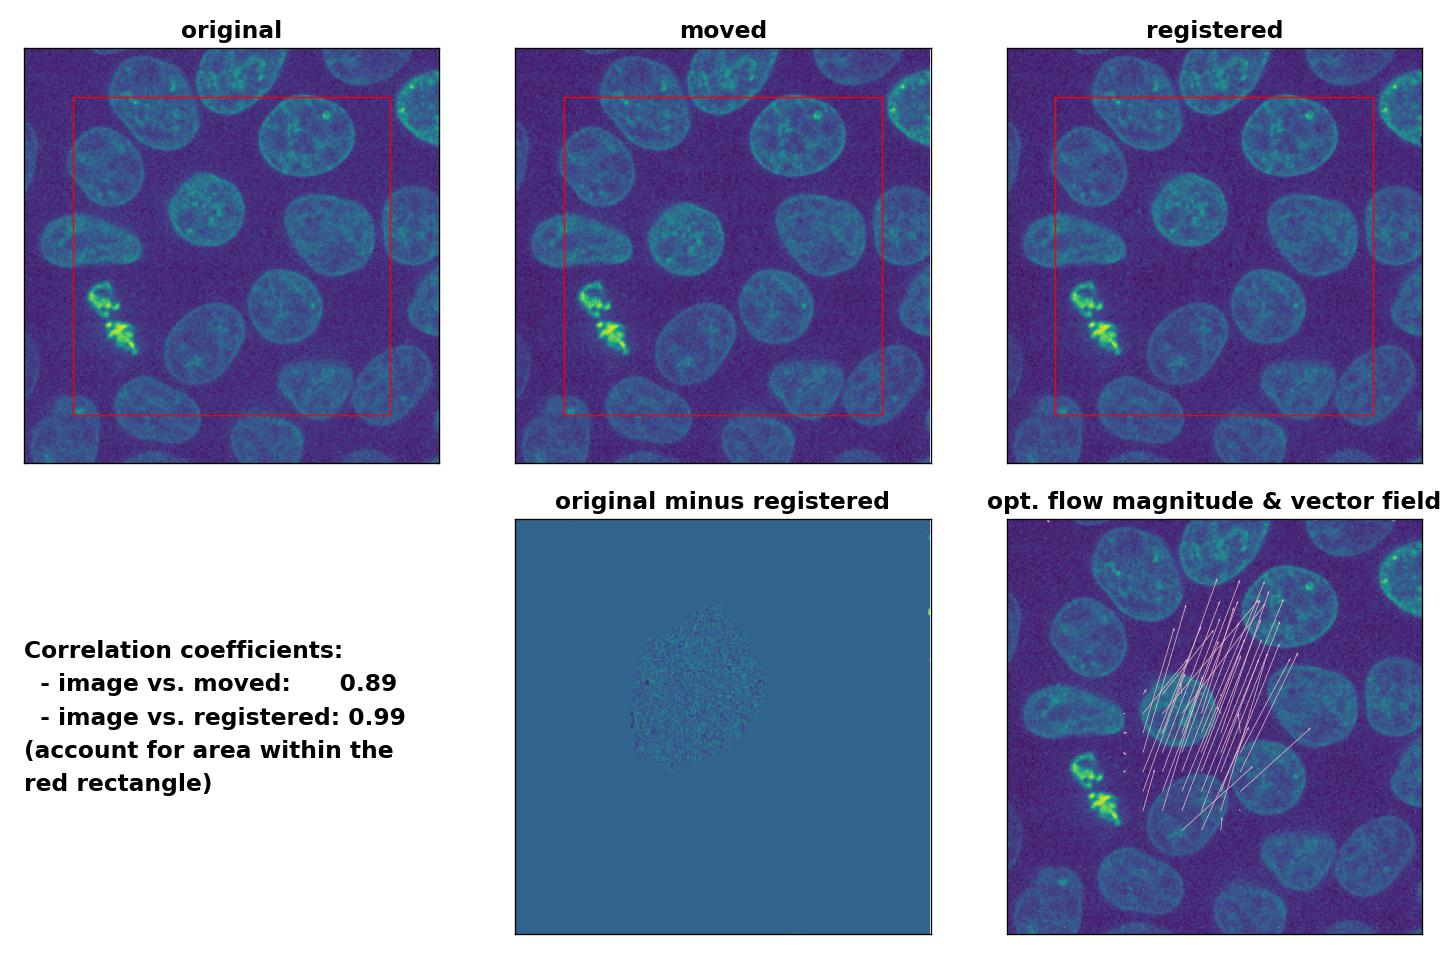 original
moved
registered
original minus registered
opt. flow magnitude & vector field
Correlation coefficients:
- image vs. moved: 0.89
- image vs. registered: 0.99
(account for area within the
red rectangle)